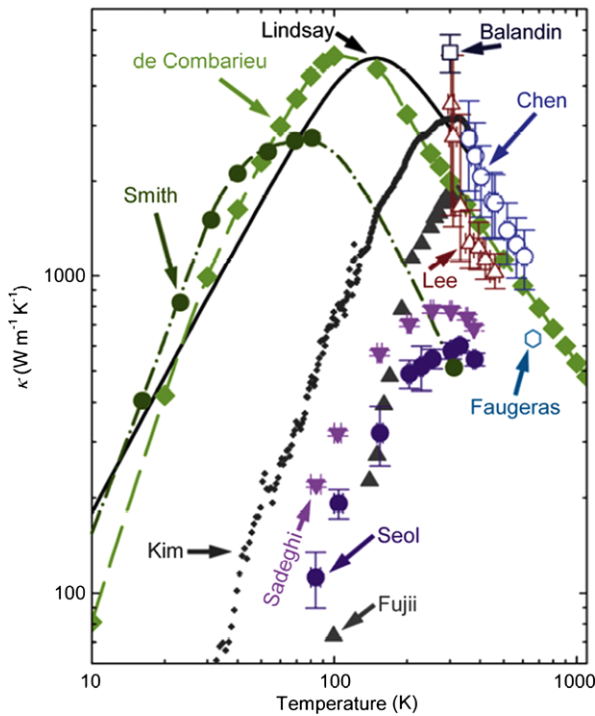 Lindsay
Balandin
de Combarieu
Chen
Smith
Lee
1000
κ (W m⁻¹ K⁻¹)
Faugeras
Kim
Sadeghi
Seol
Fujii
100
10
100
1000
Temperature (K)